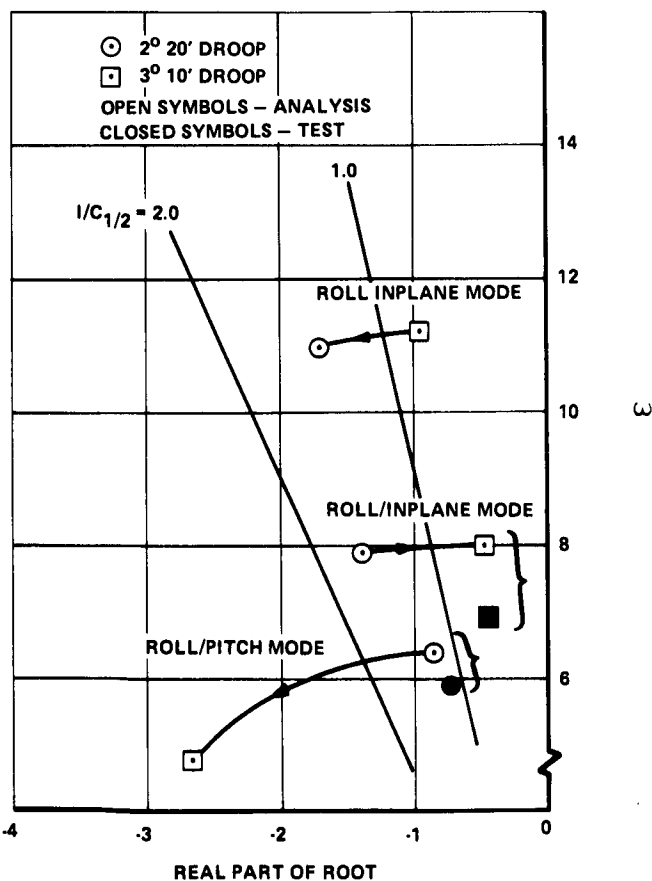 2° 20' DROOP
3° 10' DROOP
OPEN SYMBOLS – ANALYSIS
CLOSED SYMBOLS – TEST
14
1.0
I/C1/2 = 2.0
12
ROLL INPLANE MODE
10
ω
ROLL/INPLANE MODE
8
ROLL/PITCH MODE
6
-4 -3 -2 -1 0
REAL PART OF ROOT